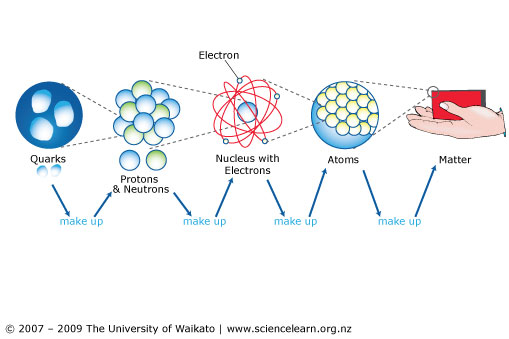 Electron
Quarks
Protons
& Neutrons
Nucleus with
Electrons
Atoms
Matter
make up
make up
make up
make up
© 2007 – 2009 The University of Waikato | www.sciencelearn.org.nz